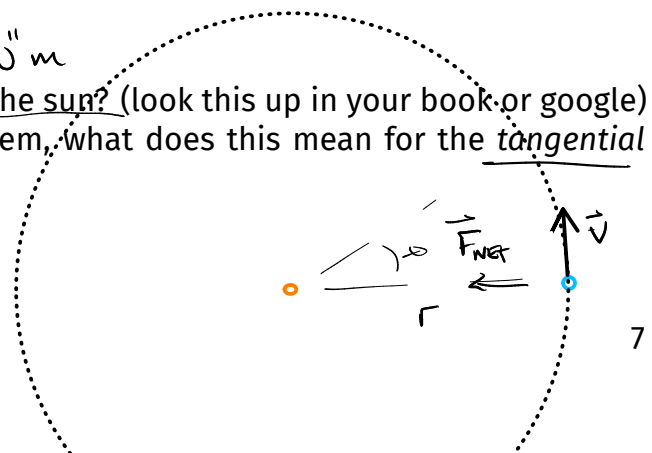 m
he sun? (look this up in your book or google)
em, what does this mean for the tangential
θ F⃗NET v⃗
r
7